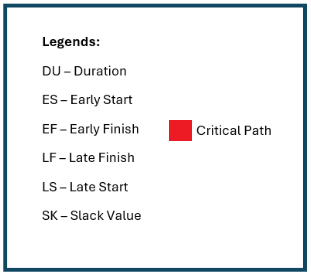 Legends:
DU – Duration
ES – Early Start
EF – Early Finish
Critical Path
LF – Late Finish
LS – Late Start
SK – Slack Value